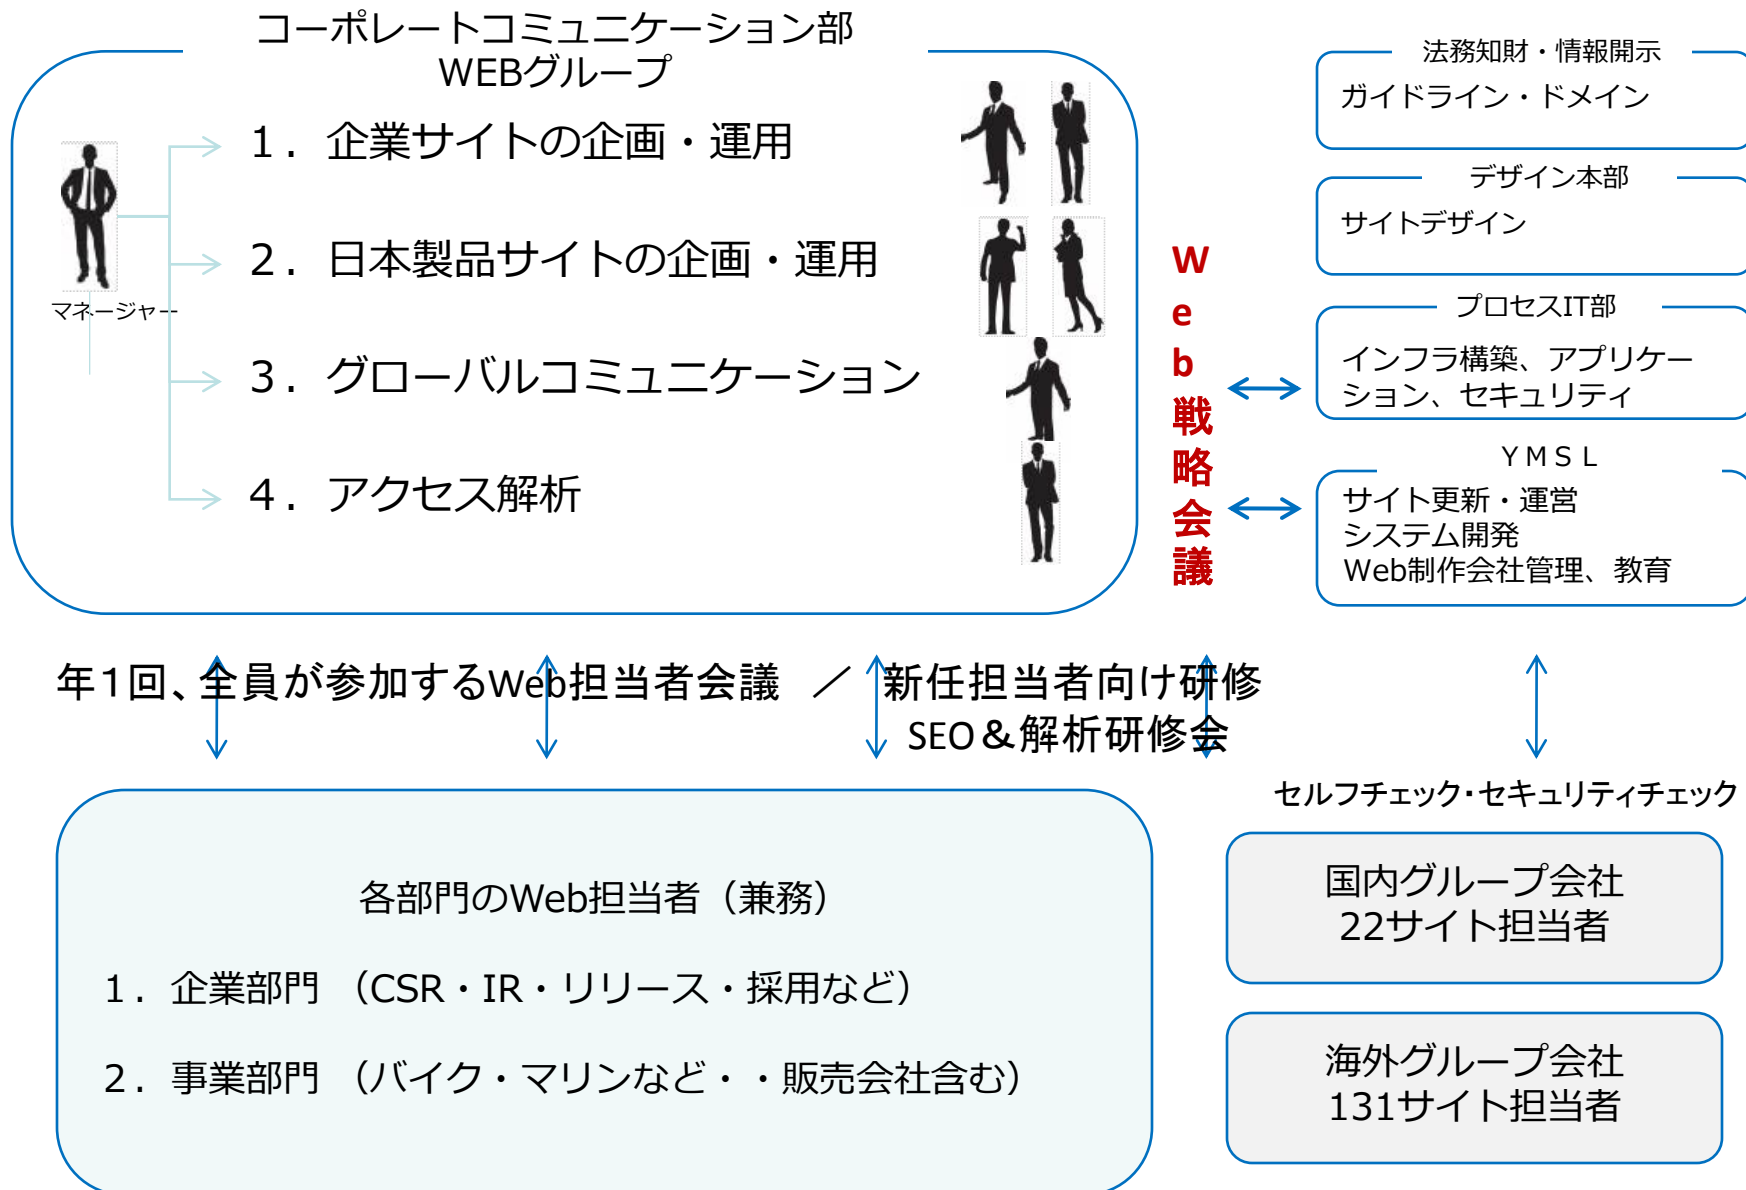 コーポレートコミュニケーション部
WEBグループ
1. 企業サイトの企画・運用
2. 日本製品サイトの企画・運用
マネージャー
3. グローバルコミュニケーション
4. アクセス解析
Web戦略会議
法務知財・情報開示
ガイドライン・ドメイン
デザイン本部
サイトデザイン
プロセスIT部
インフラ構築、アプリケー
ション、セキュリティ
ＹＭＳＬ
サイト更新・運営
システム開発
Web制作会社管理、教育
年１回、全員が参加するWeb担当者会議　／　新任担当者向け研修
SEO＆解析研修会
セルフチェック・セキュリティチェック
各部門のWeb担当者（兼務）
1. 企業部門 （CSR・IR・リリース・採用など）
2. 事業部門 （バイク・マリンなど・・販売会社含む）
国内グループ会社
22サイト担当者
海外グループ会社
131サイト担当者